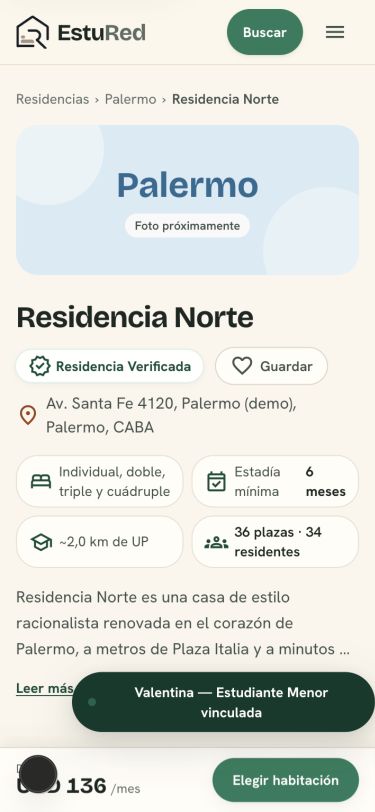 EstuRed
Buscar
Residencias › Palermo › Residencia Norte
Palermo
Foto próximamente
Residencia Norte
Residencia Verificada
Guardar
Av. Santa Fe 4120, Palermo (demo),
Palermo, CABA
Individual, doble,
triple y cuádruple
Estadía
mínima
6
meses
~2,0 km de UP
36 plazas · 34
residentes
Residencia Norte es una casa de estilo
racionalista renovada en el corazón de
Palermo, a metros de Plaza Italia y a minutos ...
Leer más
Valentina — Estudiante Menor
vinculada
136 /mes
Elegir habitación